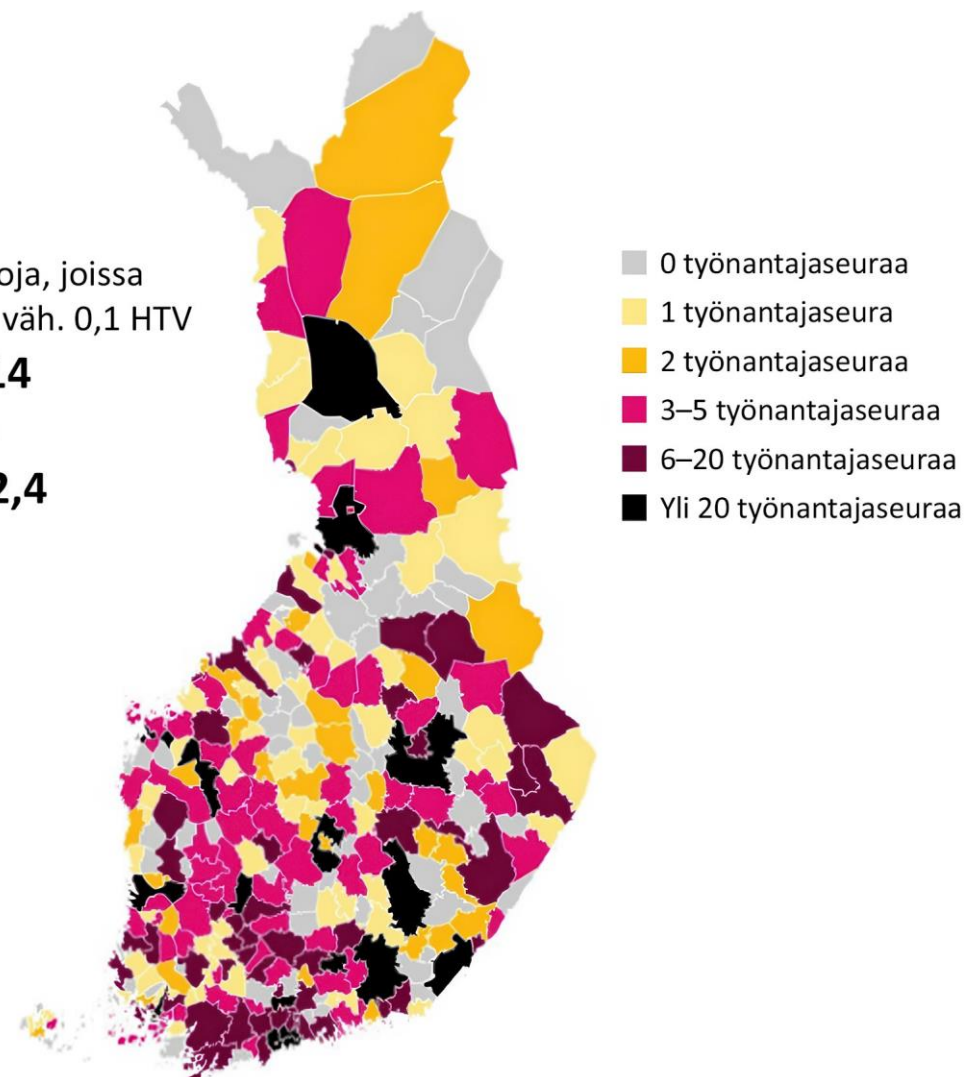 oja, joissa
väh. 0,1 HTV
14
2,4
0 työnantajaseuraa
1 työnantajaseura
2 työnantajaseuraa
3–5 työnantajaseuraa
6–20 työnantajaseuraa
Yli 20 työnantajaseuraa